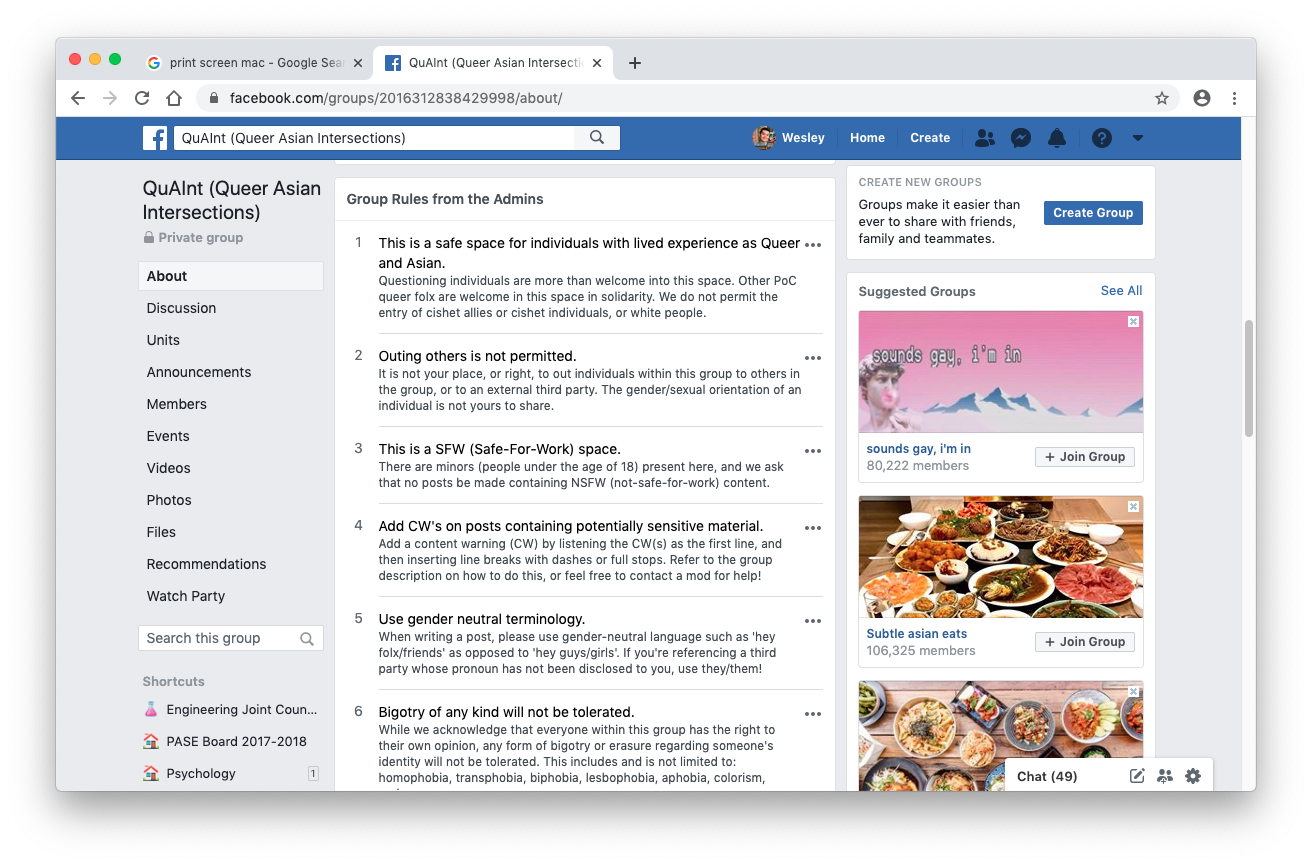 print screen mac - Google Sea
QuAInt (Queer Asian Intersecti
facebook.com/groups/2016312838429998/about/
QuAInt (Queer Asian Intersections)
Wesley
Home
Create
QuAInt (Queer Asian
Intersections)
Private group
About
Discussion
Units
Announcements
Members
Events
Videos
Photos
Files
Recommendations
Watch Party
Search this group
Shortcuts
Engineering Joint Coun...
PASE Board 2017-2018
Psychology
1
Group Rules from the Admins
1
This is a safe space for individuals with lived experience as Queer
and Asian.
Questioning individuals are more than welcome into this space. Other PoC
queer folx are welcome in this space in solidarity. We do not permit the
entry of cishet allies or cishet individuals, or white people.
2
Outing others is not permitted.
It is not your place, or right, to out individuals within this group to others in
the group, or to an external third party. The gender/sexual orientation of an
individual is not yours to share.
3
This is a SFW (Safe-For-Work) space.
There are minors (people under the age of 18) present here, and we ask
that no posts be made containing NSFW (not-safe-for-work) content.
4
Add CW's on posts containing potentially sensitive material.
Add a content warning (CW) by listening the CW(s) as the first line, and
then inserting line breaks with dashes or full stops. Refer to the group
description on how to do this, or feel free to contact a mod for help!
5
Use gender neutral terminology.
When writing a post, please use gender-neutral language such as 'hey
folx/friends' as opposed to 'hey guys/girls'. If you're referencing a third
party whose pronoun has not been disclosed to you, use they/them!
6
Bigotry of any kind will not be tolerated.
While we acknowledge that everyone within this group has the right to
their own opinion, any form of bigotry or erasure regarding someone's
identity will not be tolerated. This includes and is not limited to:
homophobia, transphobia, biphobia, lesbophobia, aphobia, colorism,
CREATE NEW GROUPS
Groups make it easier than
ever to share with friends,
family and teammates.
Create Group
Suggested Groups
See All
sounds gay, i'm in
sounds gay, i'm in
80,222 members
+ Join Group
Subtle asian eats
106,325 members
+ Join Group
Chat (49)